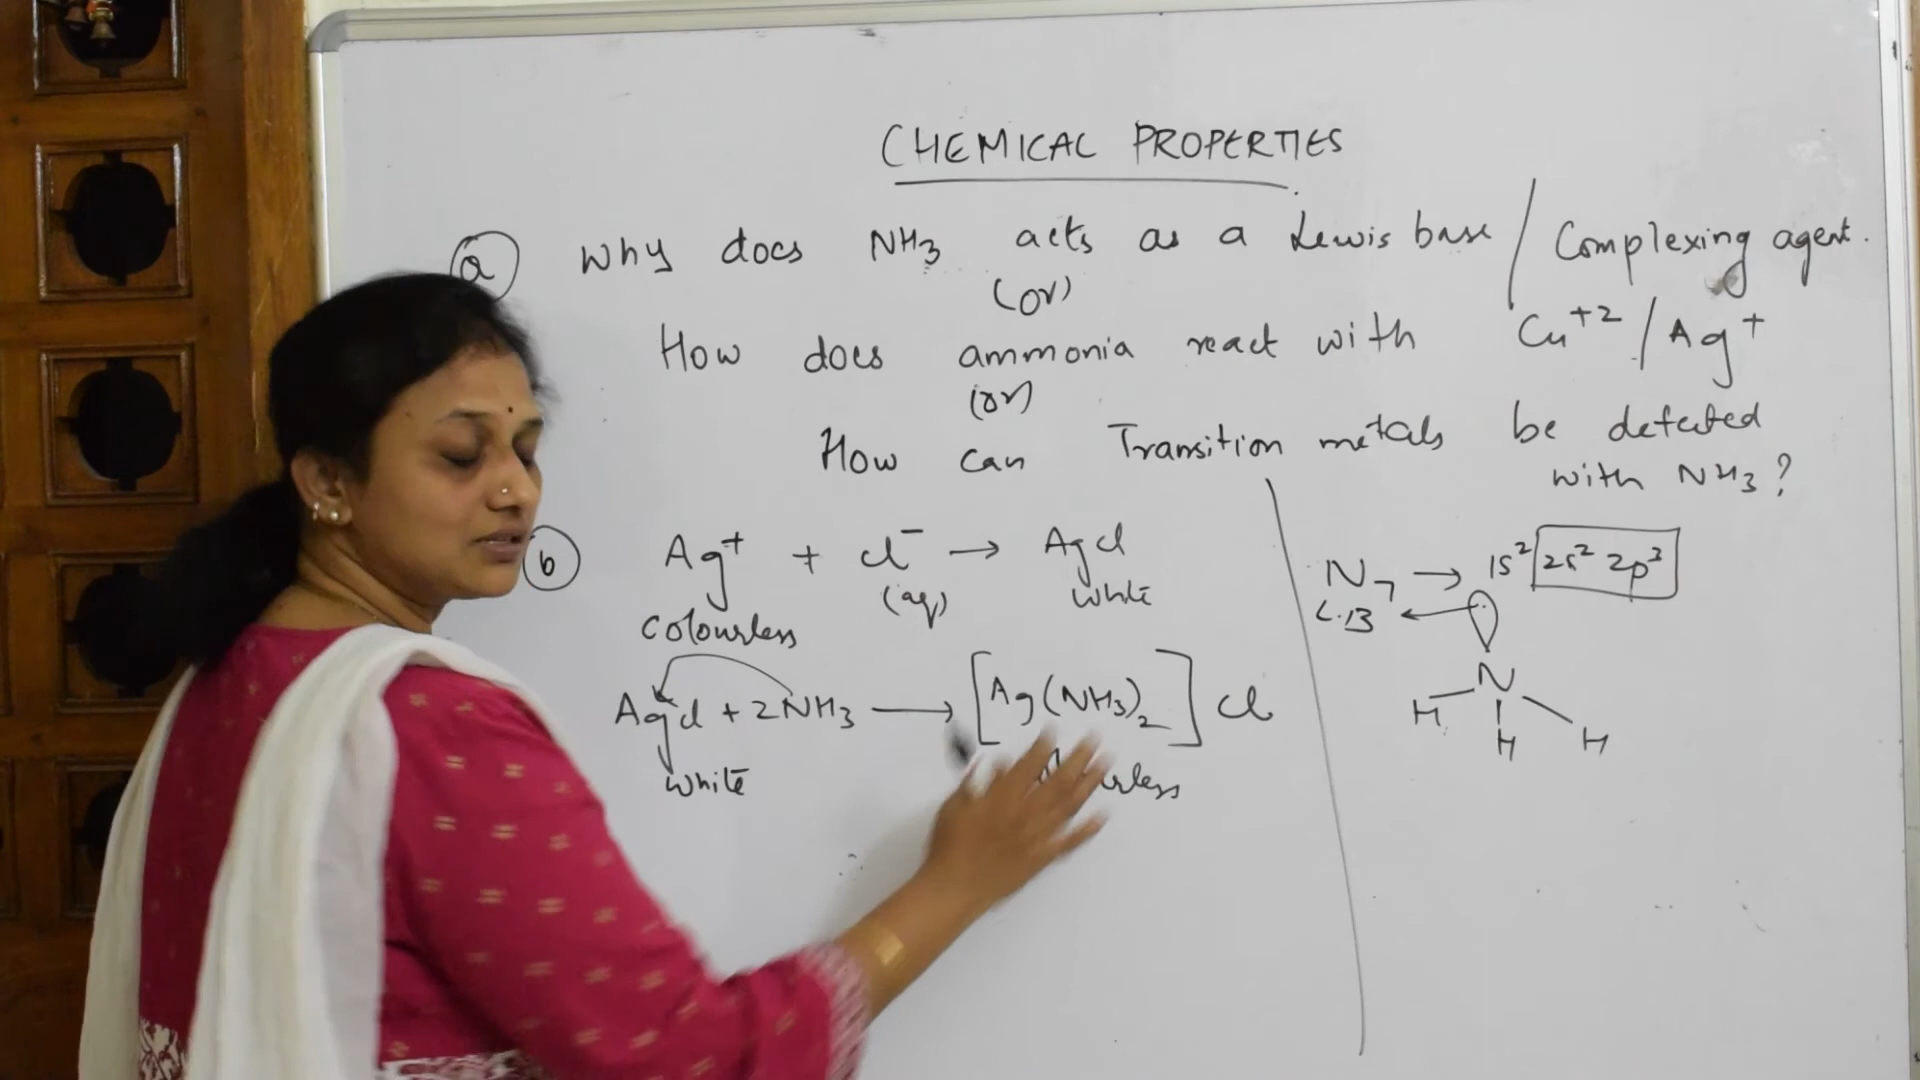 CHEMICAL PROPERTIES
a Why does NH3 acts as a Lewis base / Complexing agent.
(or)
How does ammonia react with Cu+2 / Ag+
(or)
How can Transition metals be detected
with NH3?
b Ag+ + Cl- → AgCl
colourless (aq) white
AgCl + 2NH3 → [Ag(NH3)2] Cl
white
N7 → 1s2 2s2 2p3
L.B ←
N
H H H